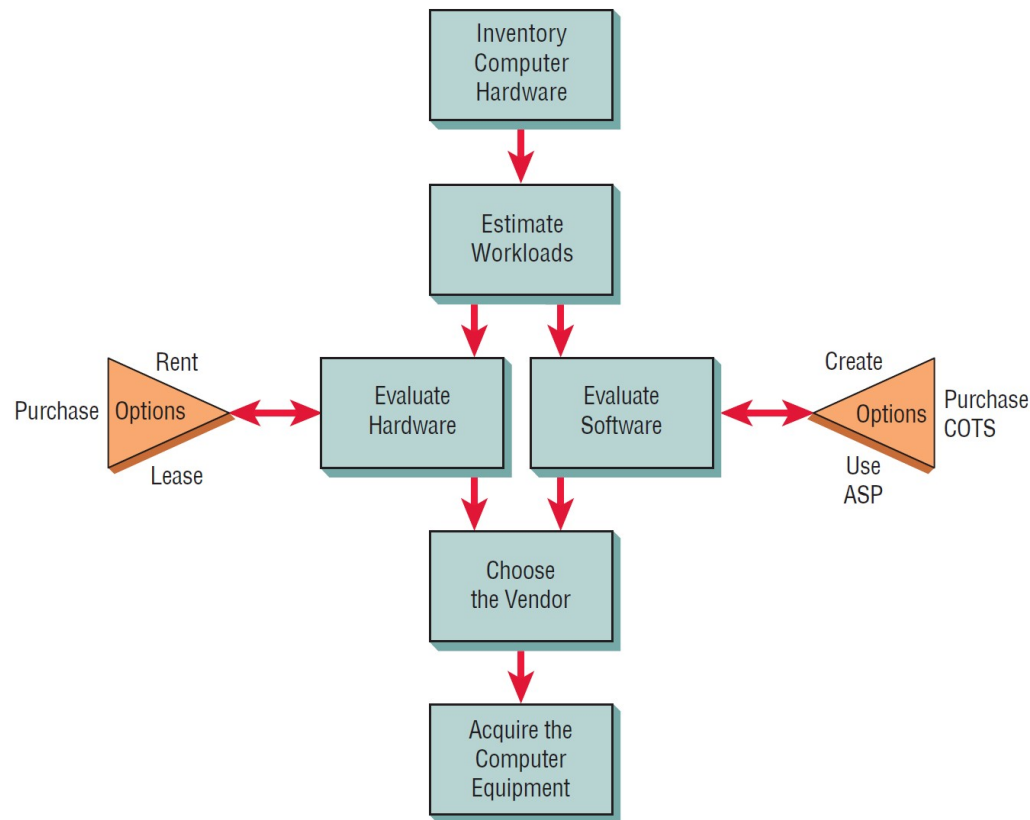 Inventory
Computer
Hardware
Estimate
Workloads
Rent
Purchase
Options
Lease
Evaluate
Hardware
Evaluate
Software
Create
Options
Purchase
COTS
Use
ASP
Choose
the Vendor
Acquire the
Computer
Equipment